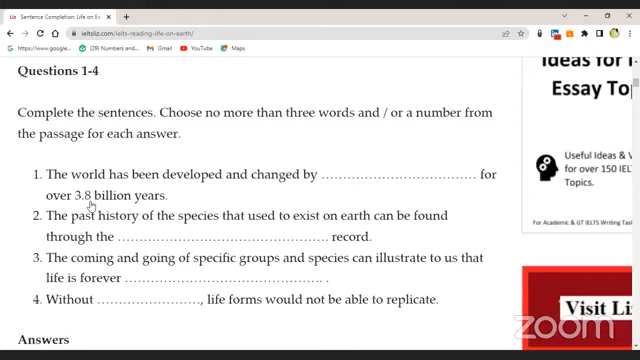 Liz Sentence Completion: Life on Ea
ieltsliz.com/ielts-reading-life-on-earth/
https://www.google... (29) Numbers and... Gmail YouTube Maps
Questions 1-4
Complete the sentences. Choose no more than three words and / or a number from
the passage for each answer.
1. The world has been developed and changed by ……………………………………… for
over 3.8 billion years.
2. The past history of the species that used to exist on earth can be found
through the ……………………………………………. record.
3. The coming and going of specific groups and species can illustrate to us that
life is forever ………………………………………… .
4. Without ……………………, life forms would not be able to replicate.
Answers
Ideas for I
Essay Top
Useful Ideas & V
for over 150 IE
Topics.
For Academic & GT IELTS Writing Task
Visit Liz
zoom